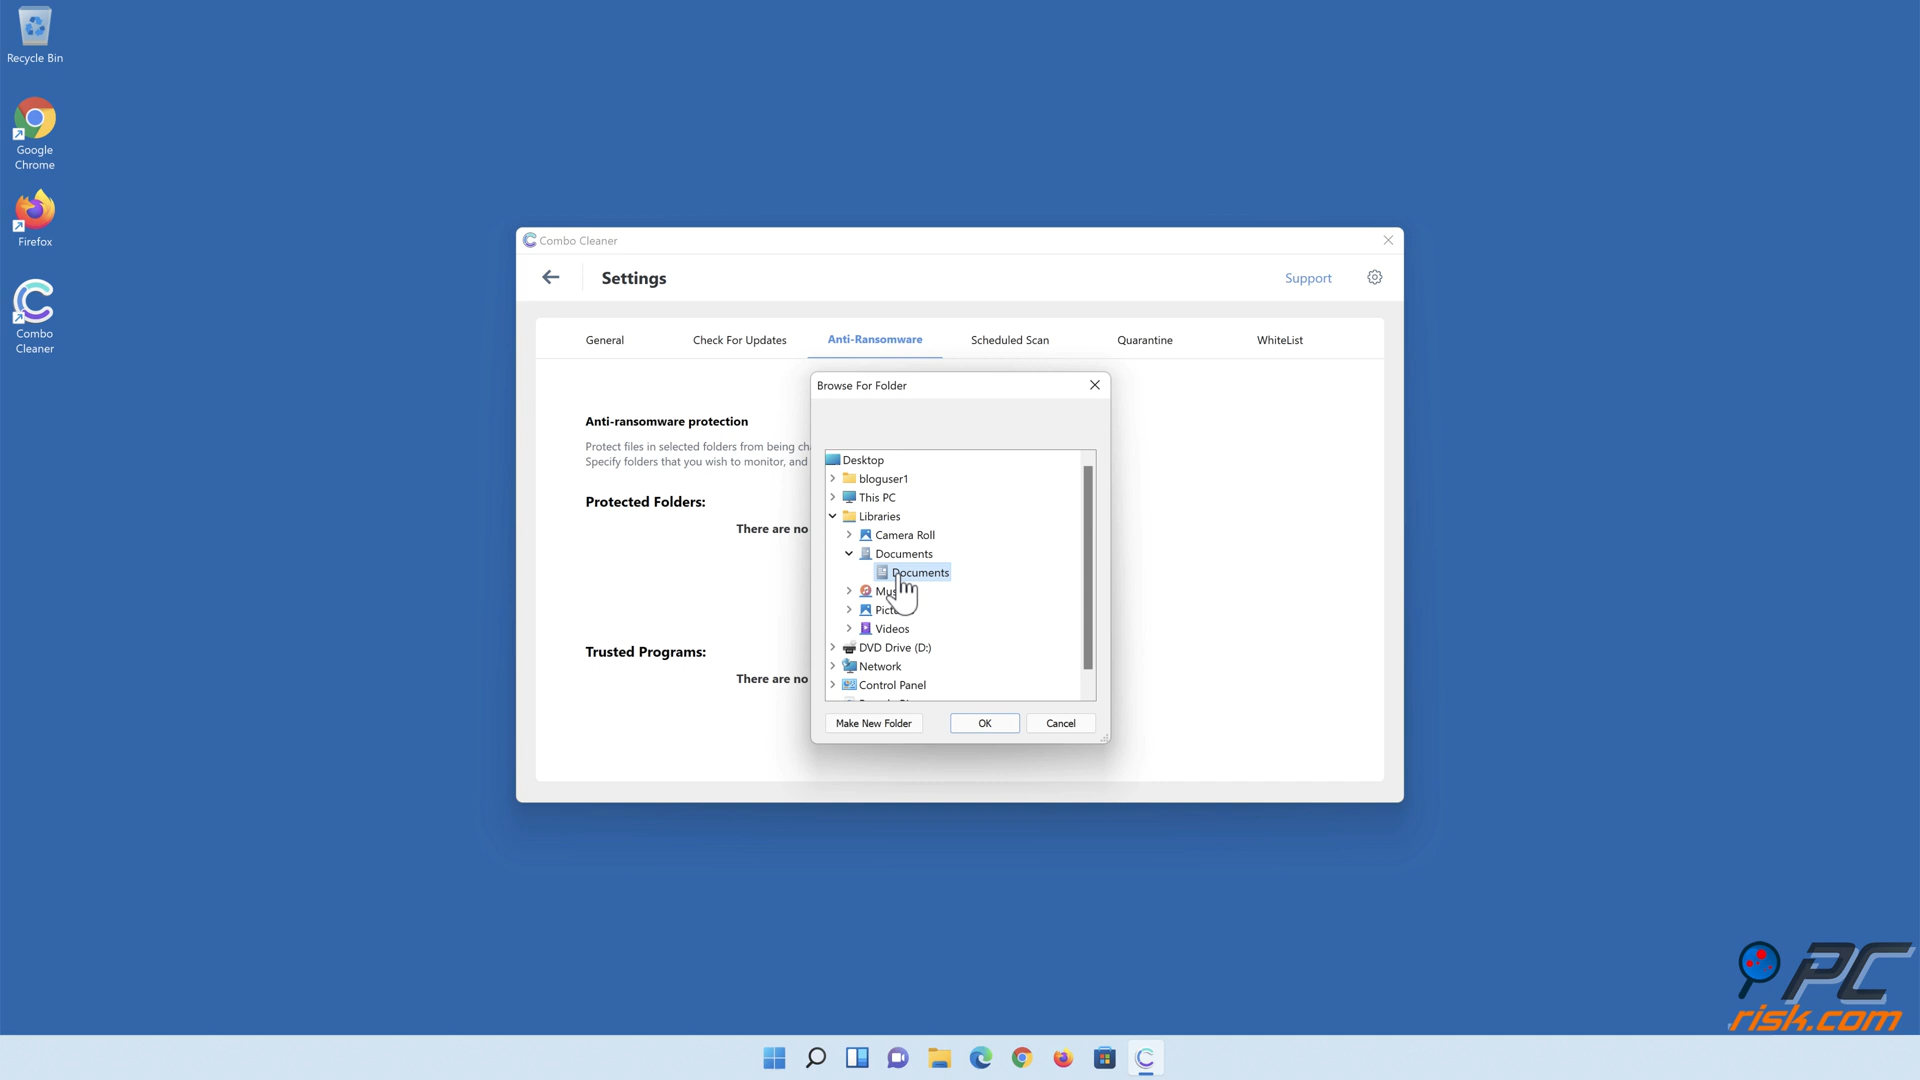 Recycle Bin
Google
Chrome
Firefox
Combo
Cleaner
Combo Cleaner
Settings
Support
General
Check For Updates
Anti-Ransomware
Scheduled Scan
Quarantine
WhiteList
Anti-ransomware protection
Protect files in selected folders from being
Specify folders that you wish to monitor, and
Protected Folders:
There are no
Trusted Programs:
There are no
Browse For Folder
Desktop
bloguser1
This PC
Libraries
Camera Roll
Documents
Documents
Videos
DVD Drive (D:)
Network
Control Panel
Make New Folder
OK
Cancel
PC
risk.com